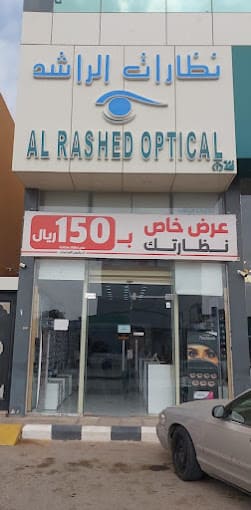 نظارات الراشد
AL RASHED OPTICAL
عرض خاص
نظارتك
بـ 150 ريال